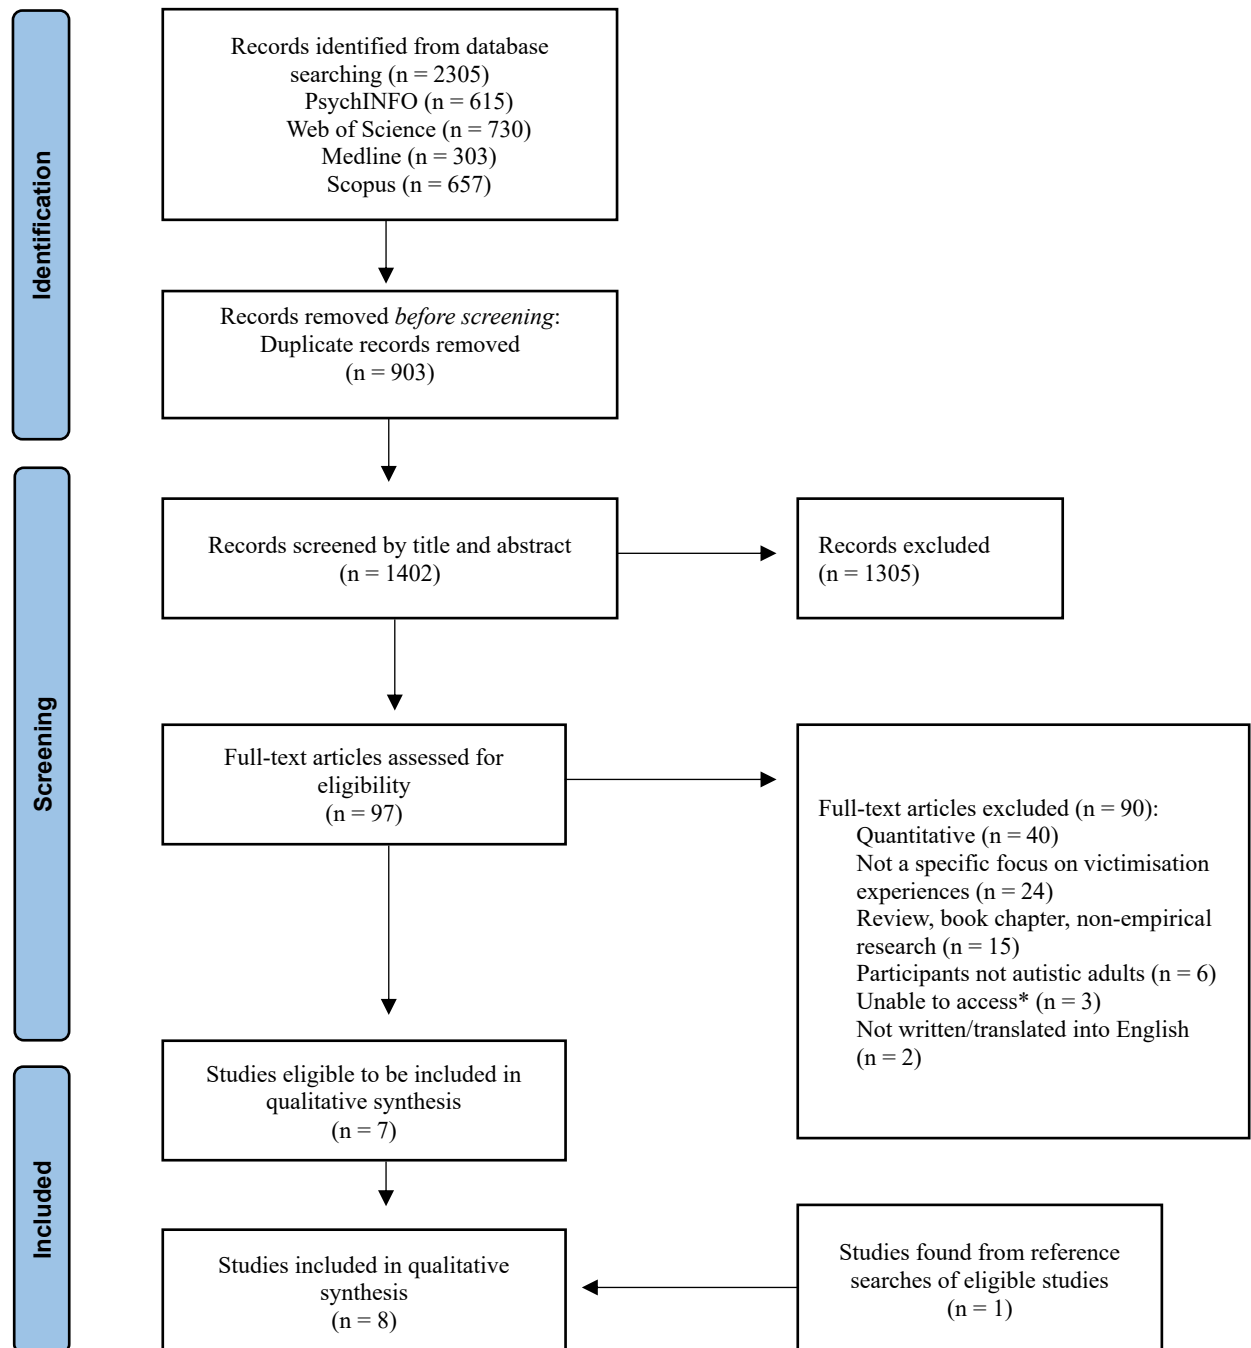 Identification
Records identified from database
searching (n = 2305)
PsychINFO (n = 615)
Web of Science (n = 730)
Medline (n = 303)
Scopus (n = 657)
Records removed before screening:
Duplicate records removed
(n = 903)
Screening
Records screened by title and abstract
(n = 1402)
Records excluded
(n = 1305)
Full-text articles assessed for
eligibility
(n = 97)
Full-text articles excluded (n = 90):
Quantitative (n = 40)
Not a specific focus on victimisation
experiences (n = 24)
Review, book chapter, non-empirical
research (n = 15)
Participants not autistic adults (n = 6)
Unable to access* (n = 3)
Not written/translated into English
(n = 2)
Studies eligible to be included in
qualitative synthesis
(n = 7)
Included
Studies included in qualitative
synthesis
(n = 8)
Studies found from reference
searches of eligible studies
(n = 1)